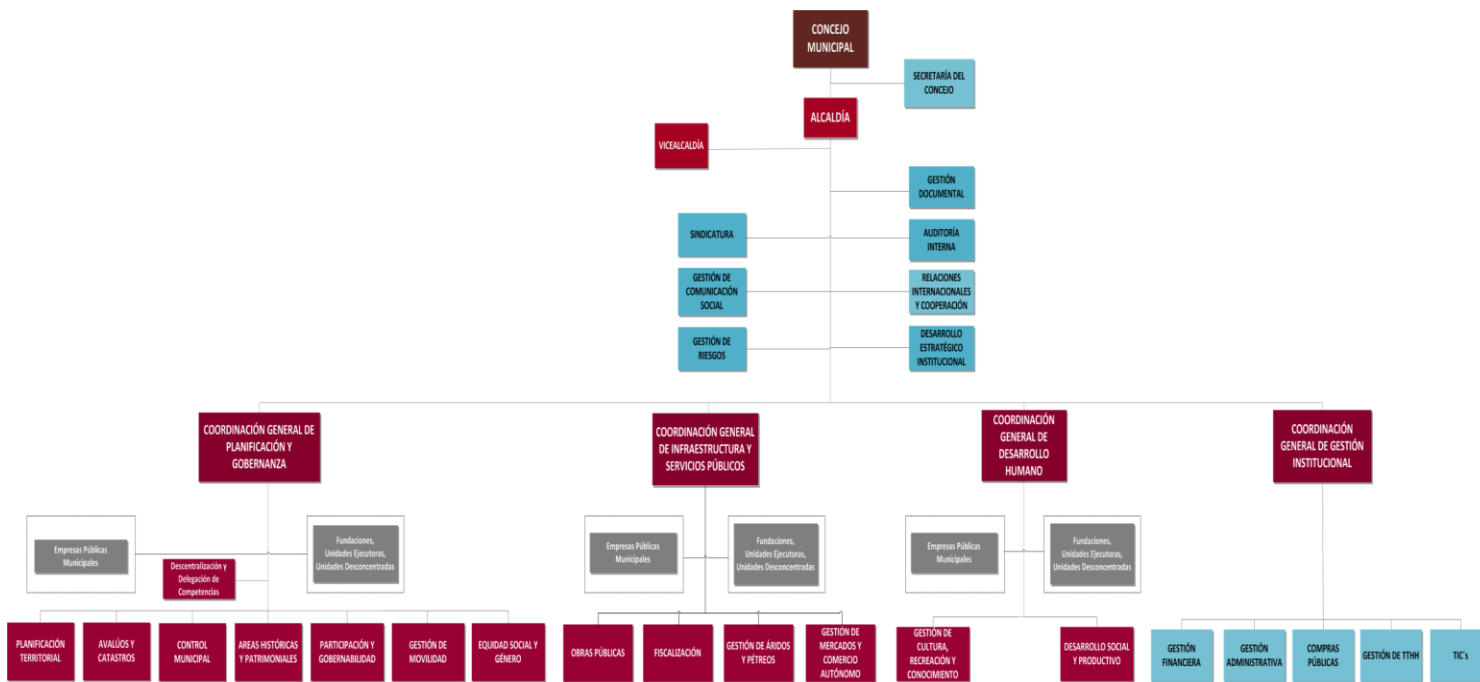 CONCEJO
MUNICIPAL
SECRETARÍA DEL
CONCEJO
ALCALDÍA
VICEALCALDÍA
GESTIÓN
DOCUMENTAL
SINDICATURA
AUDITORÍA
INTERNA
GESTIÓN DE
COMUNICACIÓN
SOCIAL
RELACIONES
INTERNACIONALES
Y COOPERACIÓN
GESTIÓN DE
RIESGOS
DESARROLLO
ESTRATÉGICO
INSTITUCIONAL
COORDINACIÓN GENERAL DE
PLANIFICACIÓN Y
GOBERNANZA
COORDINACIÓN GENERAL
DE INFRAESTRUCTURA Y
SERVICIOS PÚBLICOS
COORDINACIÓN
GENERAL DE
DESARROLLO
HUMANO
COORDINACIÓN
GENERAL DE GESTIÓN
INSTITUCIONAL
Empresas Públicas
Municipales
Fundaciones,
Unidades Ejecutoras,
Unidades Desconcentradas
Empresas Públicas
Municipales
Fundaciones,
Unidades Ejecutoras,
Unidades Desconcentradas
Empresas Públicas
Municipales
Fundaciones,
Unidades Ejecutoras,
Unidades Desconcentradas
Descentralización y
Delegación de
Competencias
PLANIFICACIÓN
TERRITORIAL
AVALÚOS Y
CATASTROS
CONTROL
MUNICIPAL
AREAS HISTÓRICAS
Y PATRIMONIALES
PARTICIPACIÓN Y
GOBERNABILIDAD
GESTIÓN
DE MOVILIDAD
EQUIDAD SOCIAL Y
GÉNERO
OBRAS PÚBLICAS
FISCALIZACIÓN
GESTIÓN DE ÁRIDOS
Y PÉTREOS
GESTIÓN DE
MERCADOS Y
COMERCIO
AUTÓNOMO
GESTIÓN DE
CULTURA,
RECREACIÓN Y
CONOCIMIENTO
DESARROLLO SOCIAL
Y PRODUCTIVO
GESTIÓN
FINANCIERA
GESTIÓN
ADMINISTRATIVA
COMPRAS
PÚBLICAS
GESTIÓN DE TTHH
TIC´s